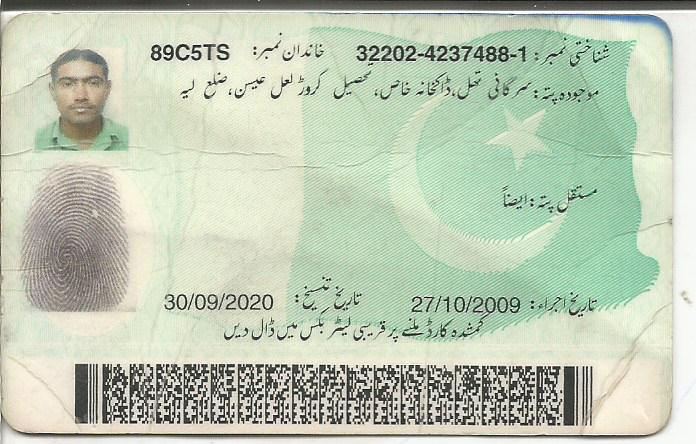 شناختی نمبر: 32202-4237488-1 خاندان نمبر: 89C5TS
موجودہ پتہ: سرگانی تھل، ڈاکخانہ خاص، تحصیل کروڑ لعل عیسن، ضلع لیہ
مستقل پتہ: ایضاً
تاریخ اجراء: 27/10/2009 تاریخ تنسیخ: 30/09/2020
گمشدہ کارڈ ملنے پر قریبی لیٹر بکس میں ڈال دیں